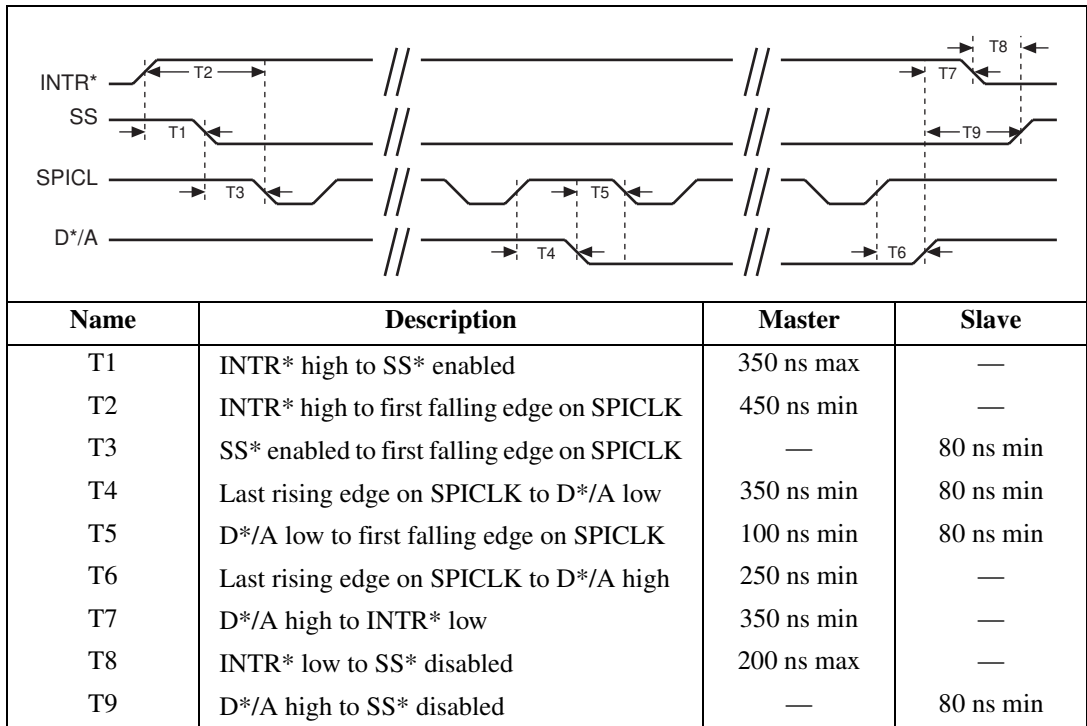 T8
INTR*
T2
T7
SS
T1
T9
SPICL
T3
T5
D*/A
T4
T6
Name Description Master Slave
T1 INTR* high to SS* enabled 350 ns max —
T2 INTR* high to first falling edge on SPICLK 450 ns min —
T3 SS* enabled to first falling edge on SPICLK — 80 ns min
T4 Last rising edge on SPICLK to D*/A low 350 ns min 80 ns min
T5 D*/A low to first falling edge on SPICLK 100 ns min 80 ns min
T6 Last rising edge on SPICLK to D*/A high 250 ns min —
T7 D*/A high to INTR* low 350 ns min —
T8 INTR* low to SS* disabled 200 ns max —
T9 D*/A high to SS* disabled — 80 ns min